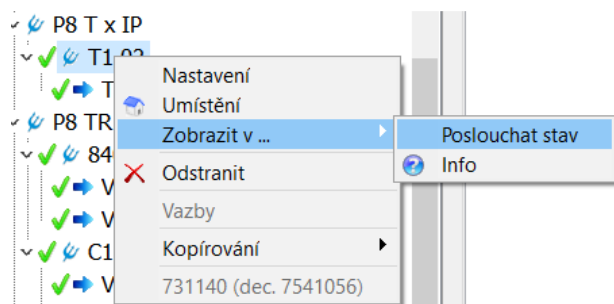 P8 T x IP
T1
Nastavení
T
Umístění
P8 TR
Zobrazit v ...
Poslouchat stav
84
Odstranit
Info
V
Vazby
V
Kopírování
C1
V
731140 (dec. 7541056)